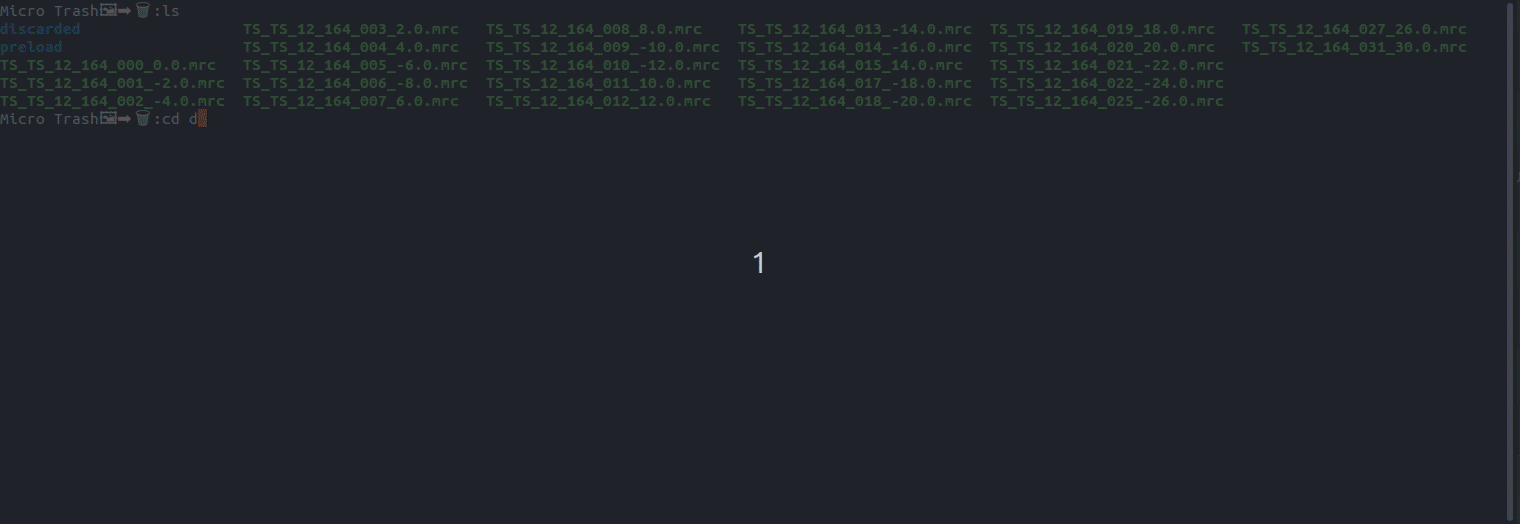 Micro Trash🖼➡🗑:ls
discarded TS_TS_12_164_003_2.0.mrc TS_TS_12_164_008_8.0.mrc TS_TS_12_164_013_-14.0.mrc TS_TS_12_164_019_18.0.mrc TS_TS_12_164_027_26.0.mrc
preload TS_TS_12_164_004_4.0.mrc TS_TS_12_164_009_-10.0.mrc TS_TS_12_164_014_-16.0.mrc TS_TS_12_164_020_20.0.mrc TS_TS_12_164_031_30.0.mrc
TS_TS_12_164_000_0.0.mrc TS_TS_12_164_005_-6.0.mrc TS_TS_12_164_010_-12.0.mrc TS_TS_12_164_015_14.0.mrc TS_TS_12_164_021_-22.0.mrc
TS_TS_12_164_001_-2.0.mrc TS_TS_12_164_006_-8.0.mrc TS_TS_12_164_011_10.0.mrc TS_TS_12_164_017_-18.0.mrc TS_TS_12_164_022_-24.0.mrc
TS_TS_12_164_002_-4.0.mrc TS_TS_12_164_007_6.0.mrc TS_TS_12_164_012_12.0.mrc TS_TS_12_164_018_-20.0.mrc TS_TS_12_164_025_-26.0.mrc
Micro Trash🖼➡🗑:cd d
1